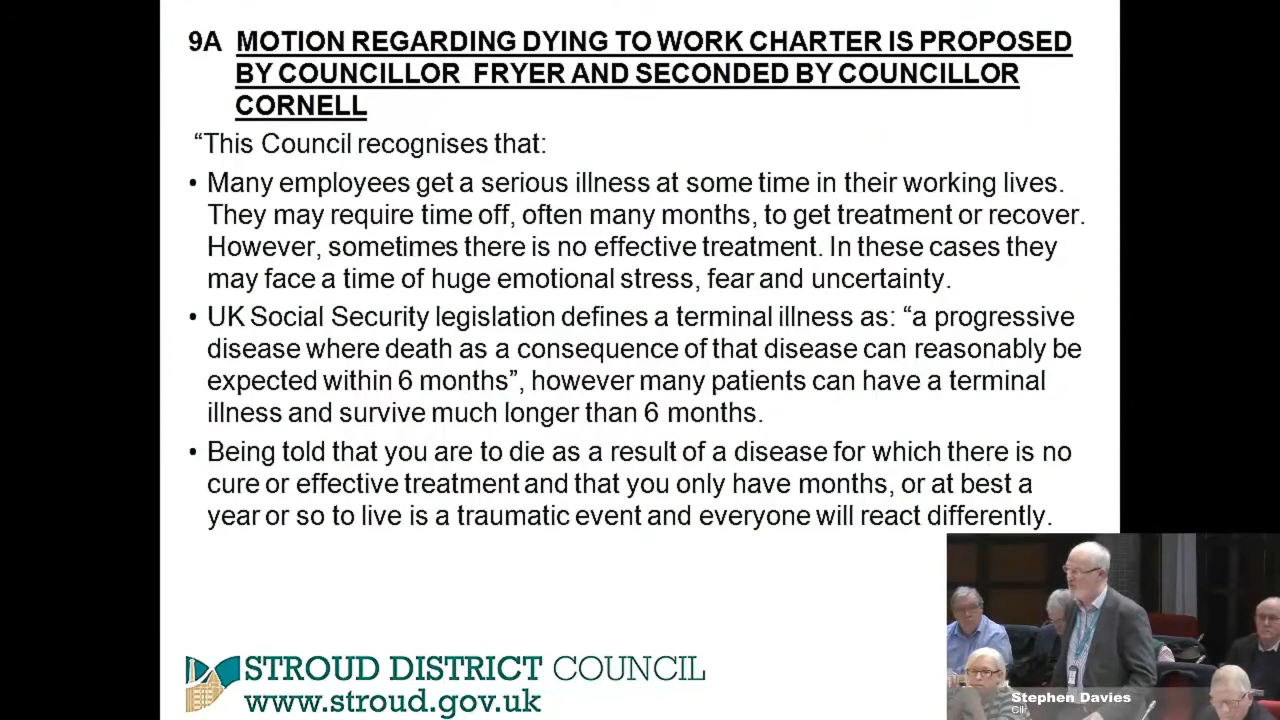 9A MOTION REGARDING DYING TO WORK CHARTER IS PROPOSED
BY COUNCILLOR FRYER AND SECONDED BY COUNCILLOR
CORNELL
“This Council recognises that:
• Many employees get a serious illness at some time in their working lives.
They may require time off, often many months, to get treatment or recover.
However, sometimes there is no effective treatment. In these cases they
may face a time of huge emotional stress, fear and uncertainty.
• UK Social Security legislation defines a terminal illness as: “a progressive
disease where death as a consequence of that disease can reasonably be
expected within 6 months”, however many patients can have a terminal
illness and survive much longer than 6 months.
• Being told that you are to die as a result of a disease for which there is no
cure or effective treatment and that you only have months, or at best a
year or so to live is a traumatic event and everyone will react differently.
STROUD DISTRICT COUNCIL
www.stroud.gov.uk
Stephen Davies